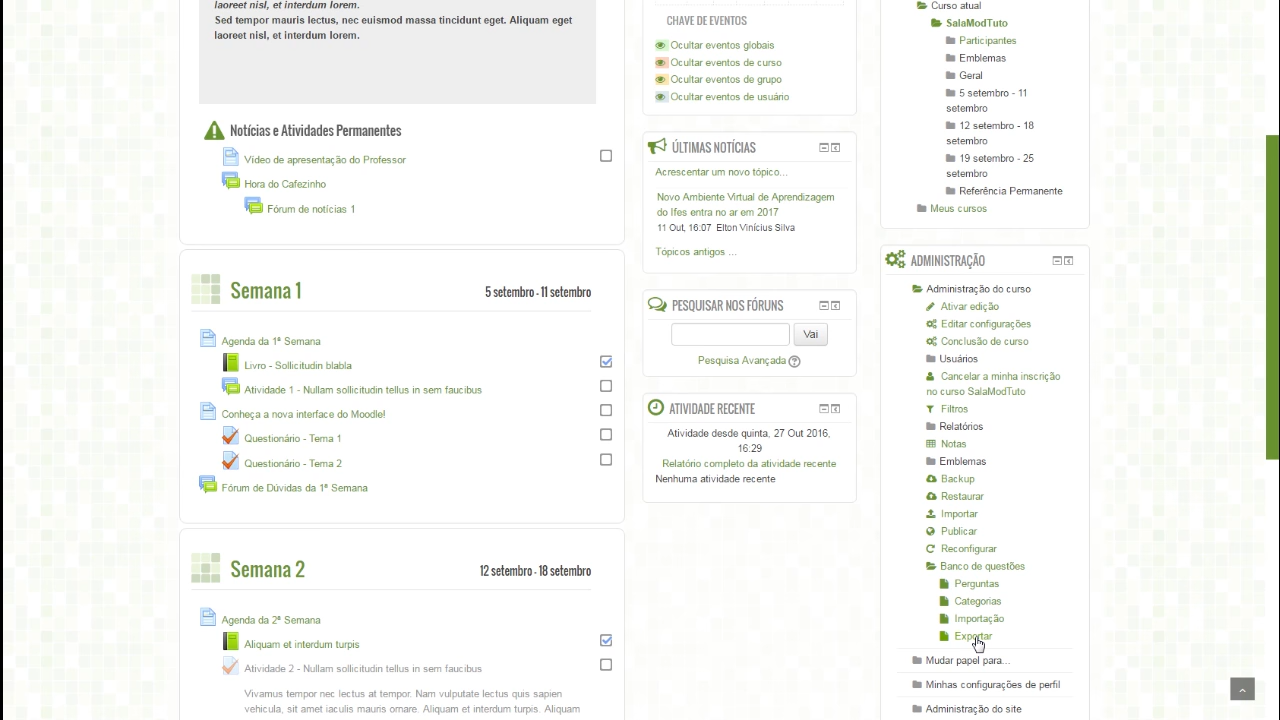 laoreet nisl, et interdum lorem.
Sed tempor mauris lectus, nec euismod massa tincidunt eget. Aliquam eget
laoreet nisl, et interdum lorem.
Notícias e Atividades Permanentes
Vídeo de apresentação do Professor
Hora do Cafezinho
Fórum de notícias 1
Semana 1
5 setembro - 11 setembro
Agenda da 1ª Semana
Livro - Sollicitudin blabla
Atividade 1 - Nullam sollicitudin tellus in sem faucibus
Conheça a nova interface do Moodle!
Questionário - Tema 1
Questionário - Tema 2
Fórum de Dúvidas da 1ª Semana
Semana 2
12 setembro - 18 setembro
Agenda da 2ª Semana
Aliquam et interdum turpis
Atividade 2 - Nullam sollicitudin tellus in sem faucibus
Vivamus tempor nec lectus at tempor. Nam vulputate lectus quis sapien
vehicula, sit amet iaculis mauris ornare. Aliquam et interdum turpis. Aliquam
CHAVE DE EVENTOS
Ocultar eventos globais
Ocultar eventos de curso
Ocultar eventos de grupo
Ocultar eventos de usuário
ÚLTIMAS NOTÍCIAS
Acrescentar um novo tópico...
Novo Ambiente Virtual de Aprendizagem
do Ifes entra no ar em 2017
11 Out, 16:07 Elton Vinícius Silva
Tópicos antigos ...
PESQUISAR NOS FÓRUNS
Vai
Pesquisa Avançada
ATIVIDADE RECENTE
Atividade desde quinta, 27 Out 2016,
16:29
Relatório completo da atividade recente
Nenhuma atividade recente
Curso atual
SalaModTuto
Participantes
Emblemas
Geral
5 setembro - 11
setembro
12 setembro - 18
setembro
19 setembro - 25
setembro
Referência Permanente
Meus cursos
ADMINISTRAÇÃO
Administração do curso
Ativar edição
Editar configurações
Conclusão de curso
Usuários
Cancelar a minha inscrição
no curso SalaModTuto
Filtros
Relatórios
Notas
Emblemas
Backup
Restaurar
Importar
Publicar
Reconfigurar
Banco de questões
Perguntas
Categorias
Importação
Exportar
Mudar papel para...
Minhas configurações de perfil
Administração do site